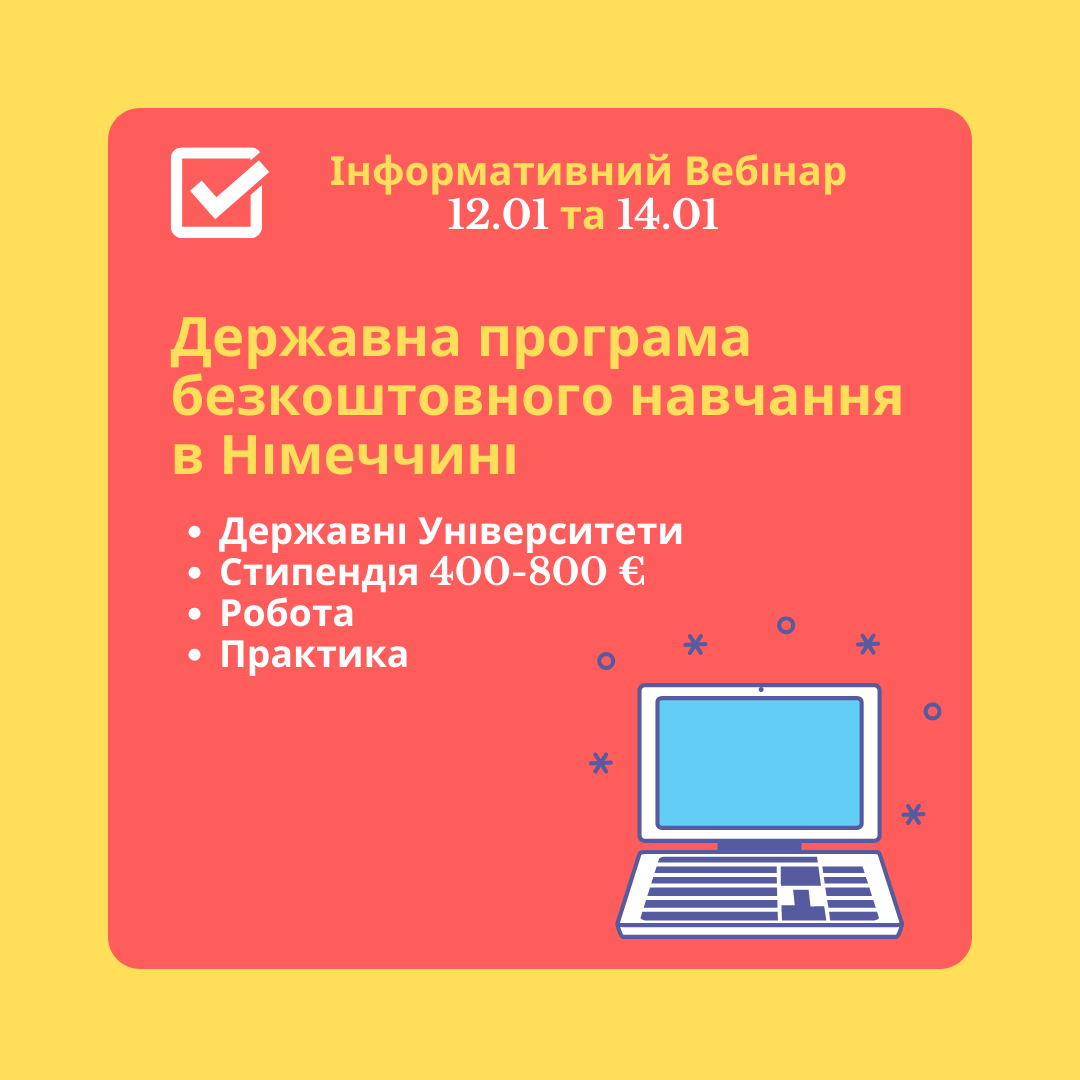 Інформативний Вебінар
12.01 та 14.01
Державна програма
безкоштовного навчання
в Німеччині
• Державні Університети
• Стипендія 400-800 €
• Робота
• Практика